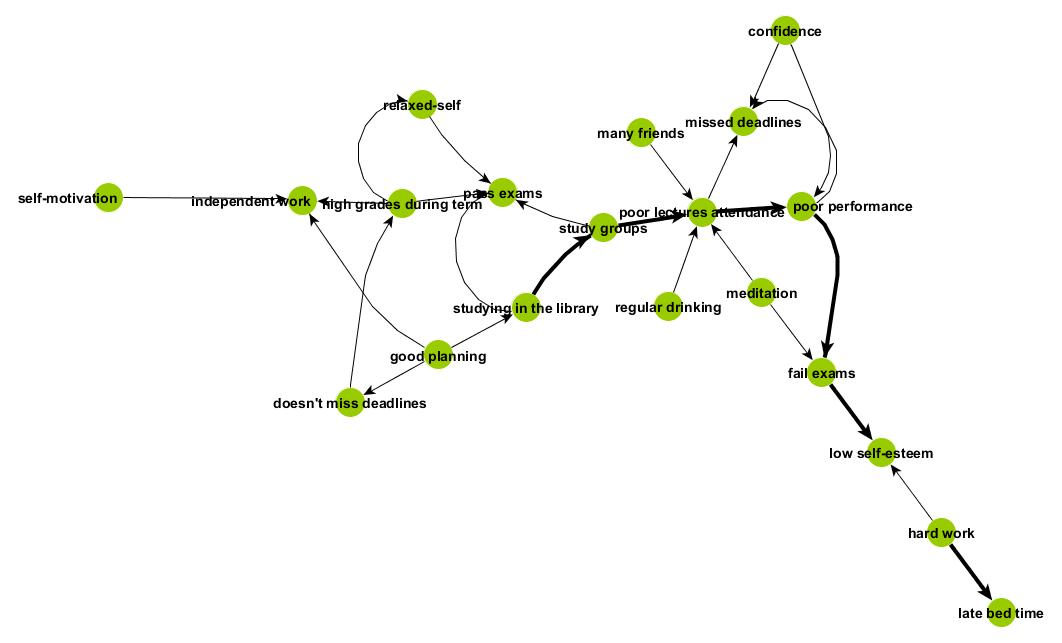 confidence
relaxed-self
missed deadlines
many friends
self-motivation
independent work
high grades during term
pass exams
study groups
poor lectures attendance
poor performance
studying in the library
regular drinking
meditation
good planning
fail exams
doesn't miss deadlines
low self-esteem
hard work
late bed time